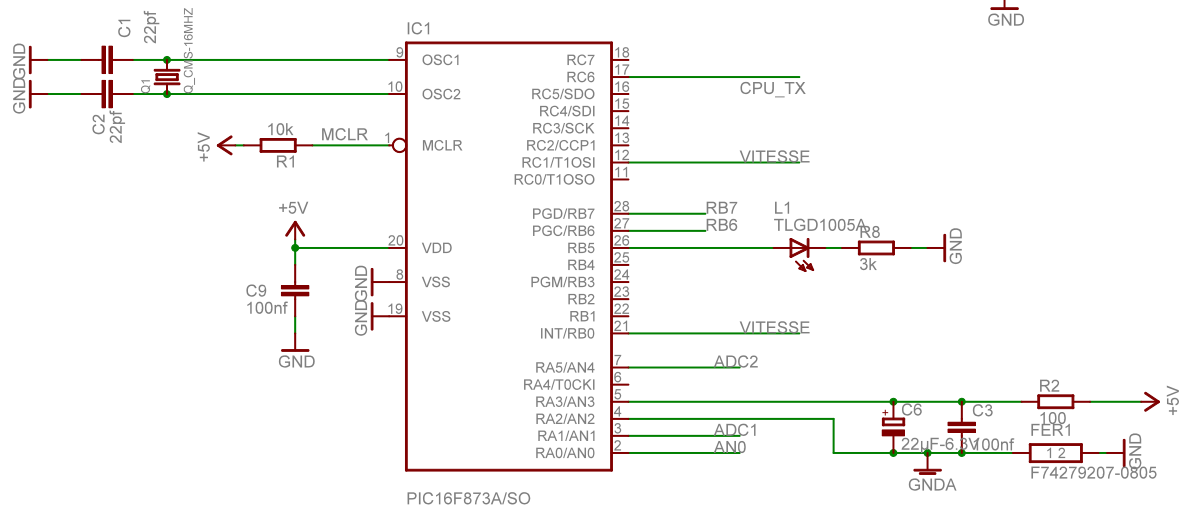 GND
C1
22pf
Q_CMS-16MHZ
Q1
GND
GND
C2
22pf
IC1
9
OSC1
10
OSC2
+5V
10k
R1
MCLR
1
MCLR
+5V
20
VDD
C9
100nf
GND
GND
8
VSS
GND
19
VSS
RC7
18
RC6
17
CPU_TX
RC5/SDO
16
RC4/SDI
15
RC3/SCK
14
RC2/CCP1
13
RC1/T1OSI
12
VITESSE
RC0/T1OSO
11
PGD/RB7
28
RB7
PGC/RB6
27
RB6
RB5
26
L1
TLGD1005A
R8
3k
GND
RB4
25
PGM/RB3
24
RB2
23
RB1
22
INT/RB0
21
VITESSE
RA5/AN4
7
ADC2
RA4/T0CKI
6
RA3/AN3
5
RA2/AN2
4
RA1/AN1
3
ADC1
RA0/AN0
2
AN0
+
C6
22µF-6.3V
C3
100nf
R2
100
+5V
FER1
1 2
F74279207-0805
GND
GNDA
PIC16F873A/SO